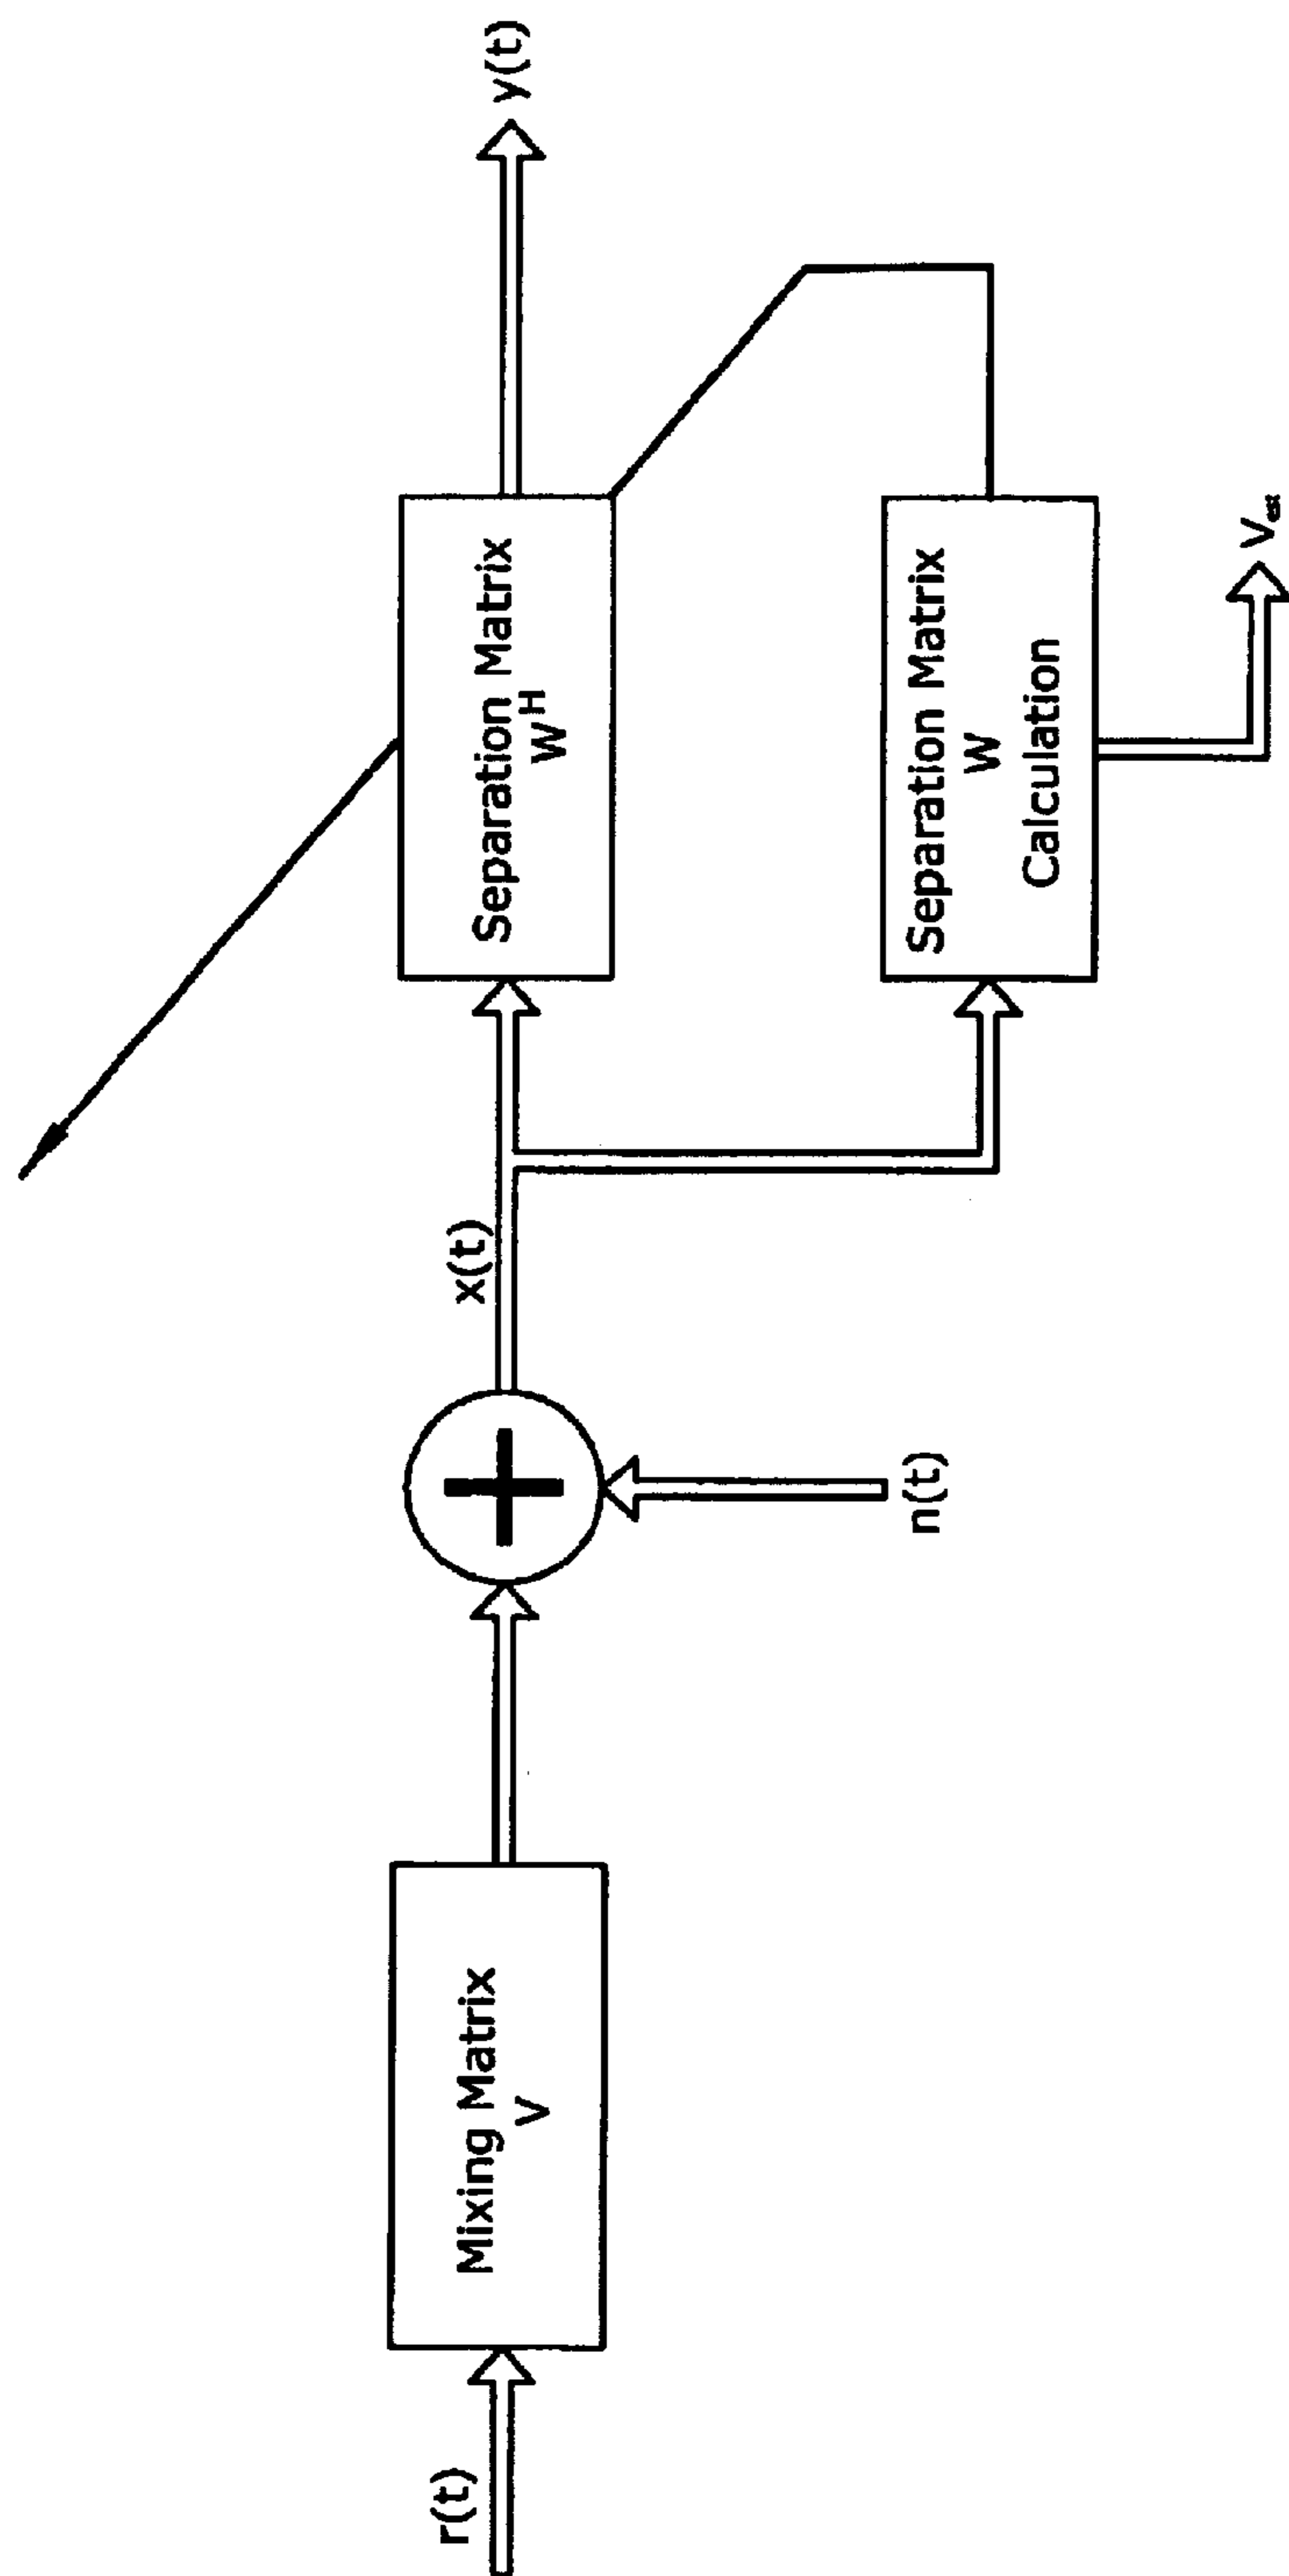 r(t)
Mixing Matrix
V
n(t)
x(t)
Separation Matrix
W^H
y(t)
Separation Matrix
W
Calculation
V